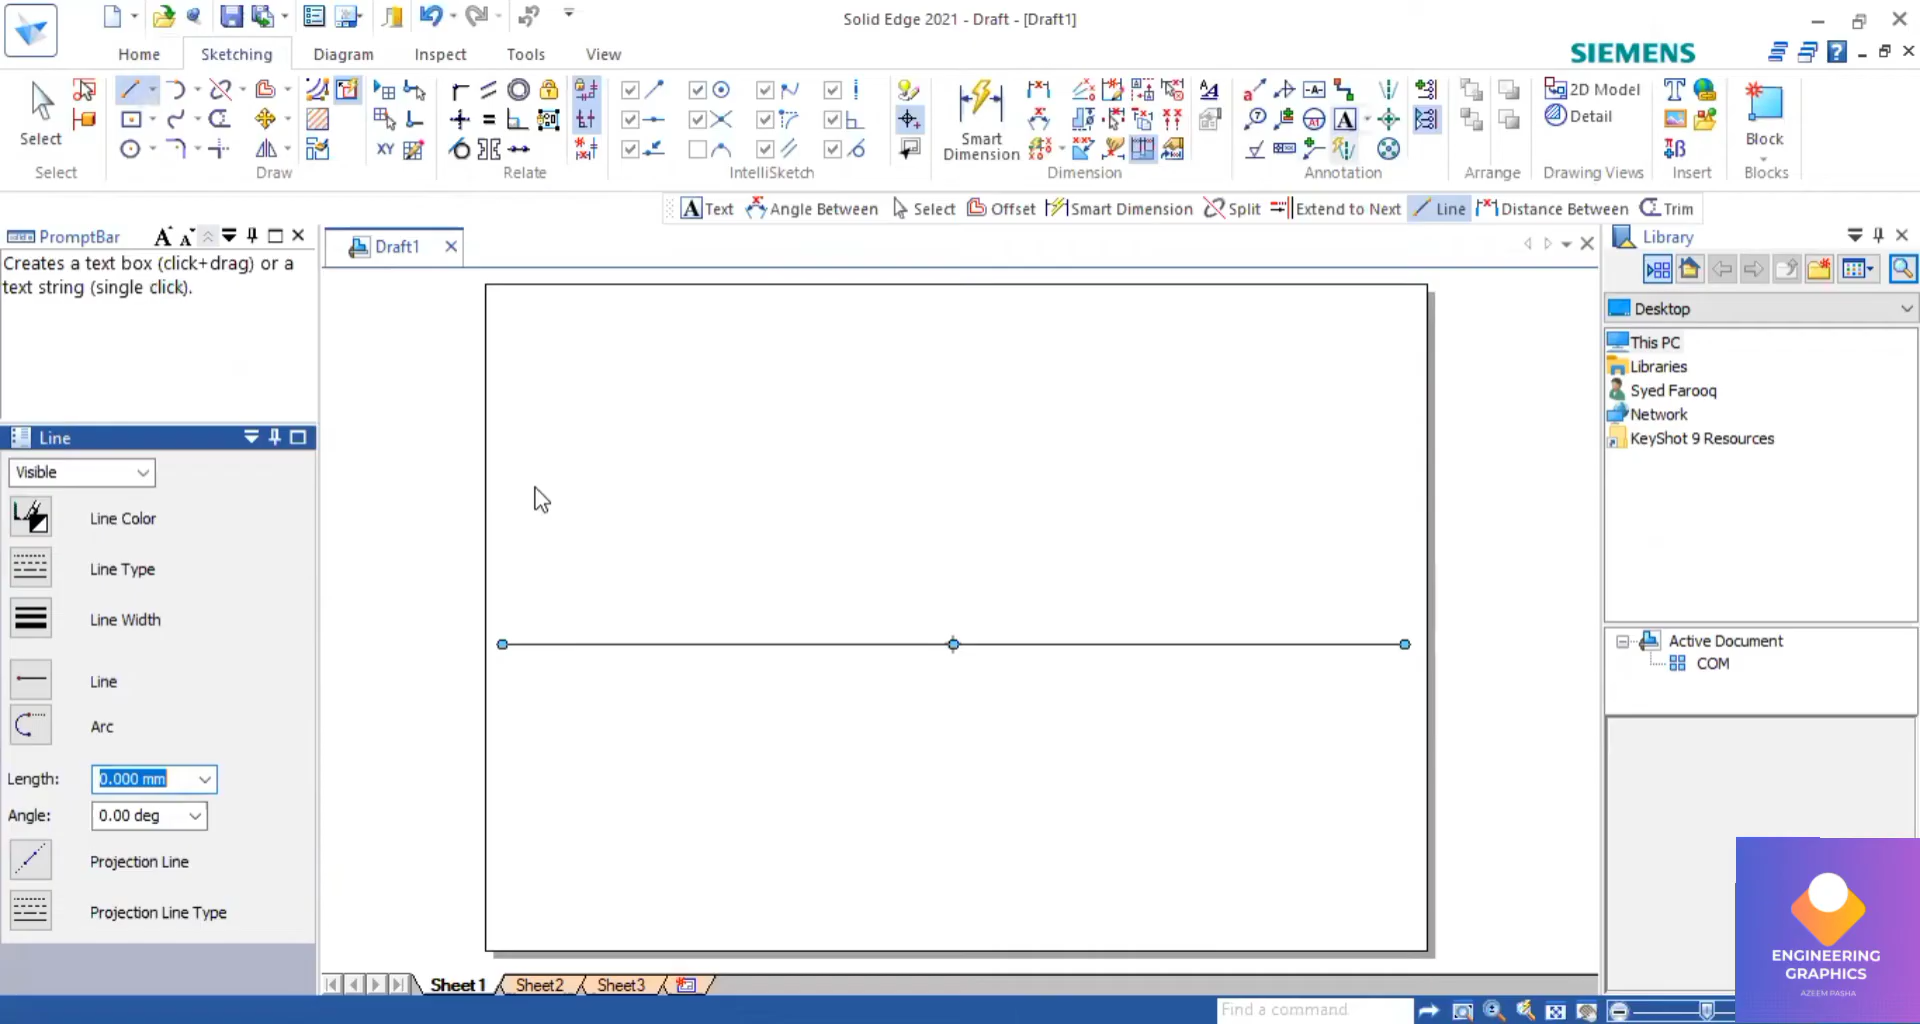 Solid Edge 2021 - Draft - [Draft1]
Home
Sketching
Diagram
Inspect
Tools
View
SIEMENS
Select
Select
Draw
XY
Relate
IntelliSketch
Smart
Dimension
Dimension
Annotation
Arrange
2D Model
Detail
Drawing Views
Insert
Block
Blocks
Text
Angle Between
Select
Offset
Smart Dimension
Split
Extend to Next
Line
Distance Between
Trim
PromptBar
Creates a text box (click+drag) or a
text string (single click).
Draft1
Library
Desktop
This PC
Libraries
Syed Farooq
Network
KeyShot 9 Resources
Active Document
COM
Line
Visible
Line Color
Line Type
Line Width
Line
Arc
Length: 0.000 mm
Angle: 0.00 deg
Projection Line
Projection Line Type
Sheet1
Sheet2
Sheet3
Find a command
ENGINEERING
GRAPHICS
AZEEM PASHA